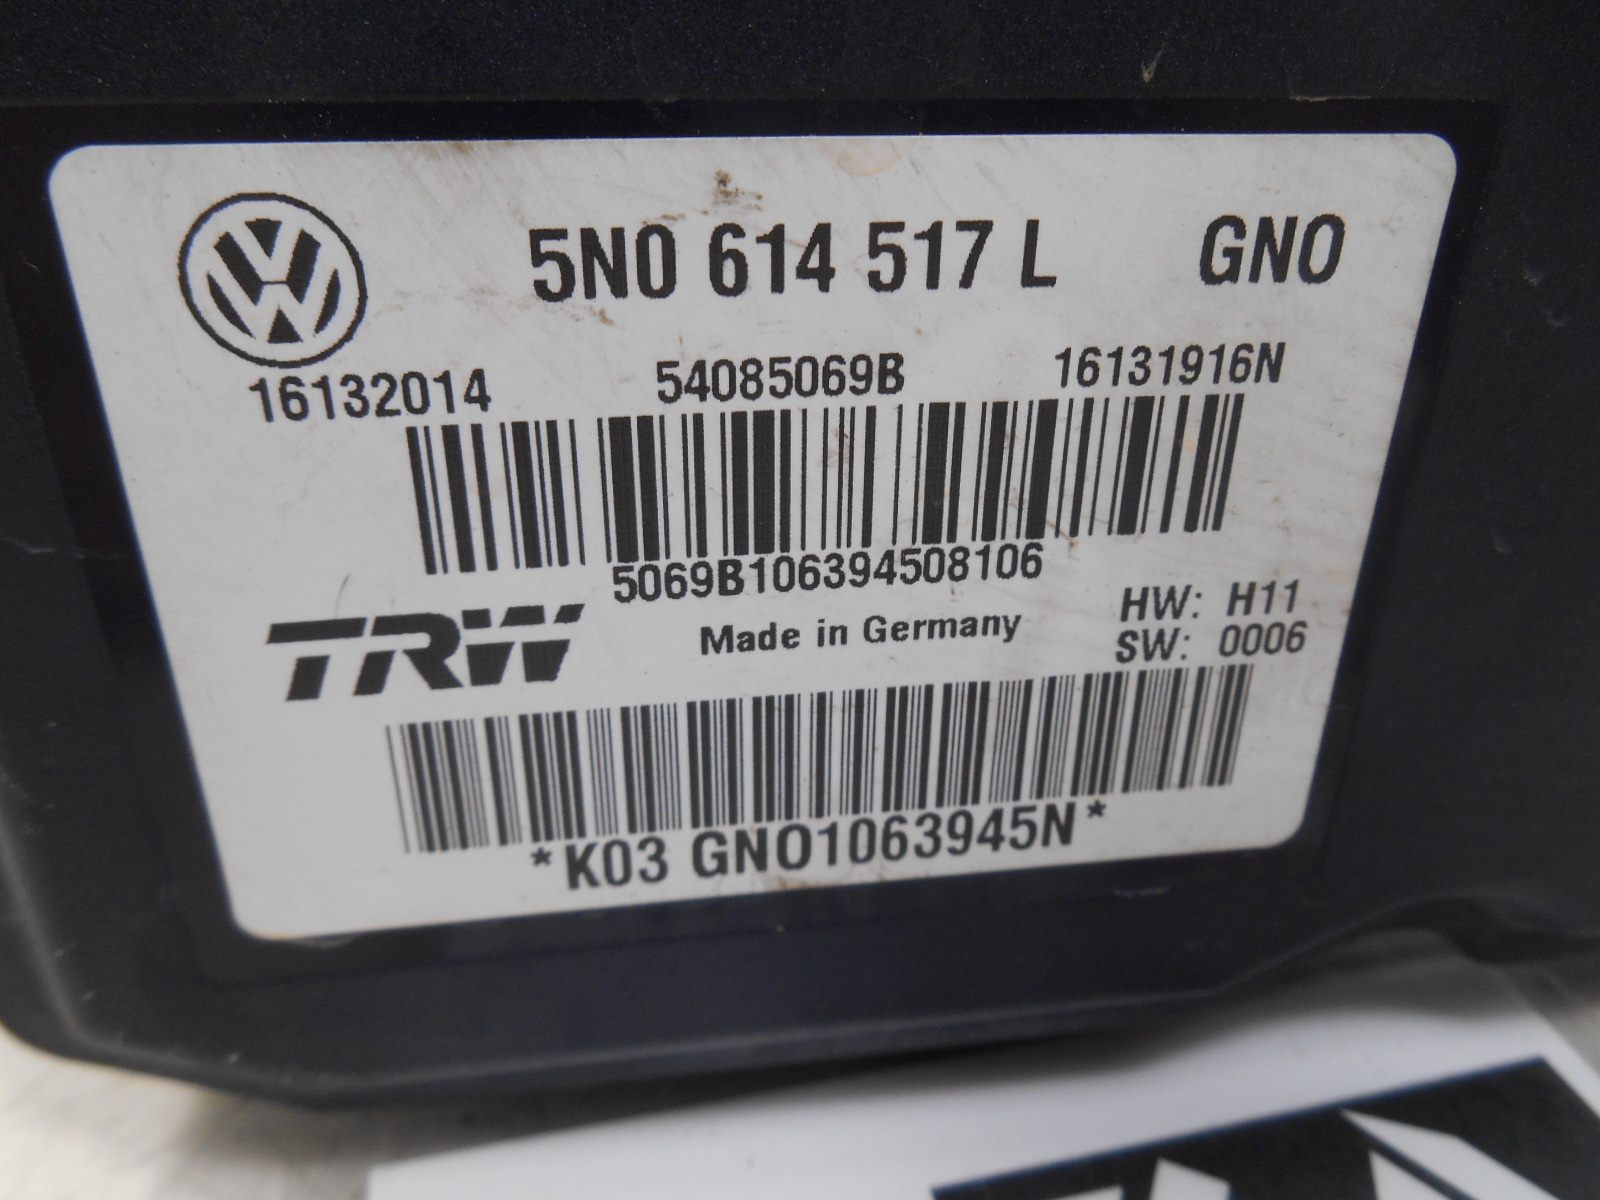 5N0 614 517 L GNO
16132014 54085069B 16131916N
5069B106394508106
TRW Made in Germany HW: H11
SW: 0006
*K03 GNO1063945N*